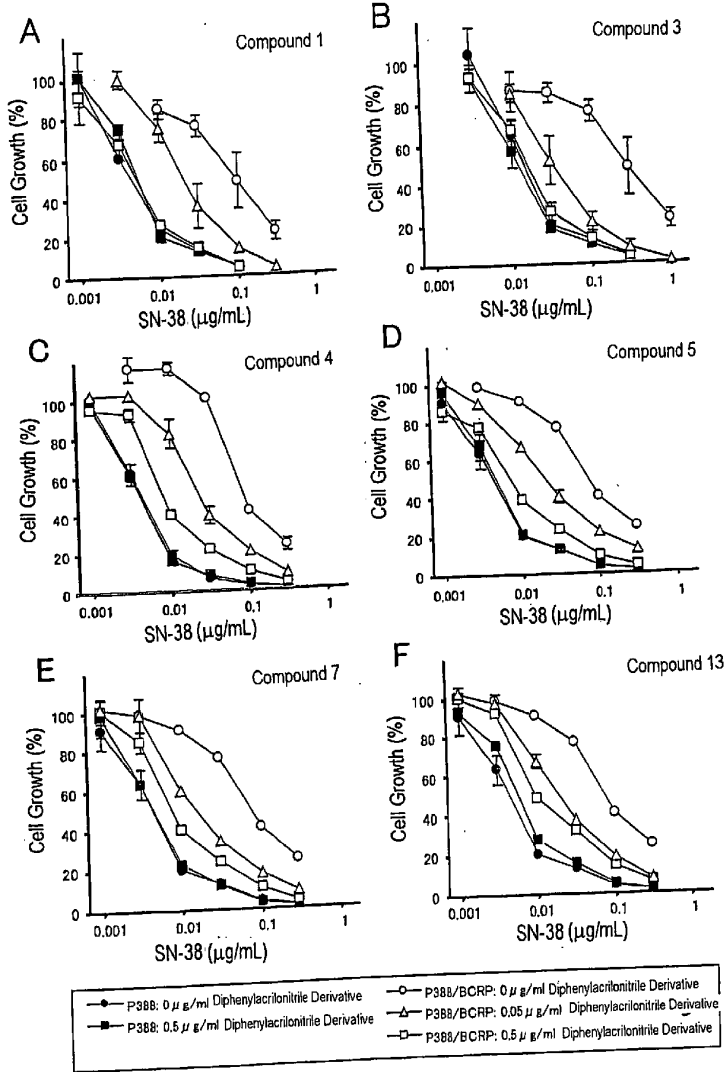 A
Compound 1
Cell Growth (%)
100
80
60
40
20
0
0.001
0.01
0.1
1
SN-38 (μg/mL)
B
Compound 3
Cell Growth (%)
100
80
60
40
20
0
0.001
0.01
0.1
1
SN-38 (μg/mL)
C
Compound 4
Cell Growth (%)
100
80
60
40
20
0
0.001
0.01
0.1
1
SN-38 (μg/mL)
D
Compound 5
Cell Growth (%)
100
80
60
40
20
0
0.001
0.01
0.1
1
SN-38 (μg/mL)
E
Compound 7
Cell Growth (%)
100
80
60
40
20
0
0.001
0.01
0.1
1
SN-38 (μg/mL)
F
Compound 13
Cell Growth (%)
100
80
60
40
20
0
0.001
0.01
0.1
1
SN-38 (μg/mL)
P388: 0 μg/ml Diphenylacrilonitrile Derivative
P388: 0.5 μg/ml Diphenylacrilonitrile Derivative
P388/BCRP: 0 μg/ml Diphenylacrilonitrile Derivative
P388/BCRP: 0.05 μg/ml Diphenylacrilonitrile Derivative
P388/BCRP: 0.5 μg/ml Diphenylacrilonitrile Derivative